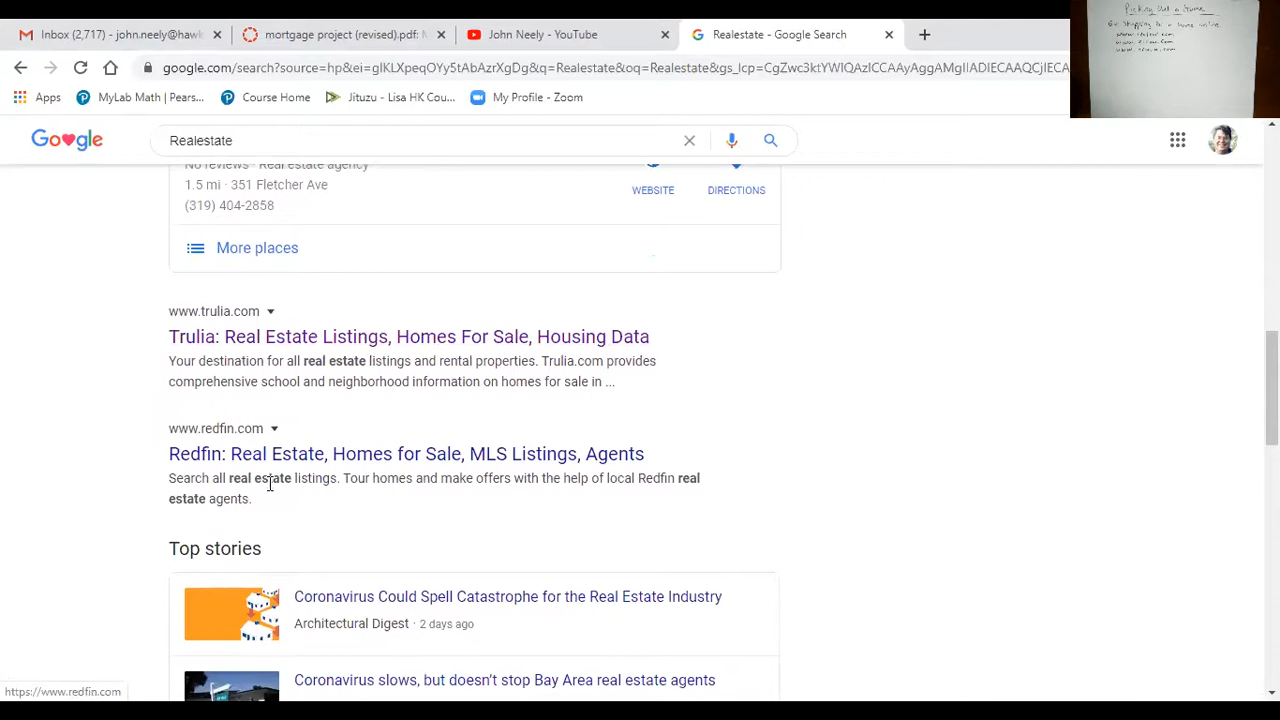 Inbox (2,717) - john.neely@hawk
mortgage project (revised).pdf: M
John Neely - YouTube
Realestate - Google Search
Picking Out a Home
google.com/search?source=hp&ei=
Apps
MyLab Math | Pears...
Course Home
Jituzu - Lisa HK Cou...
My Profile - Zoom
Google
Realestate
No reviews · Real estate agency
1.5 mi · 351 Fletcher Ave
(319) 404-2858
WEBSITE
DIRECTIONS
More places
www.trulia.com
Trulia: Real Estate Listings, Homes For Sale, Housing Data
Your destination for all real estate listings and rental properties. Trulia.com provides
comprehensive school and neighborhood information on homes for sale in ...
www.redfin.com
Redfin: Real Estate, Homes for Sale, MLS Listings, Agents
Search all real estate listings. Tour homes and make offers with the help of local Redfin real
estate agents.
Top stories
Coronavirus Could Spell Catastrophe for the Real Estate Industry
Architectural Digest · 2 days ago
Coronavirus slows, but doesn't stop Bay Area real estate agents
https://www.redfin.com